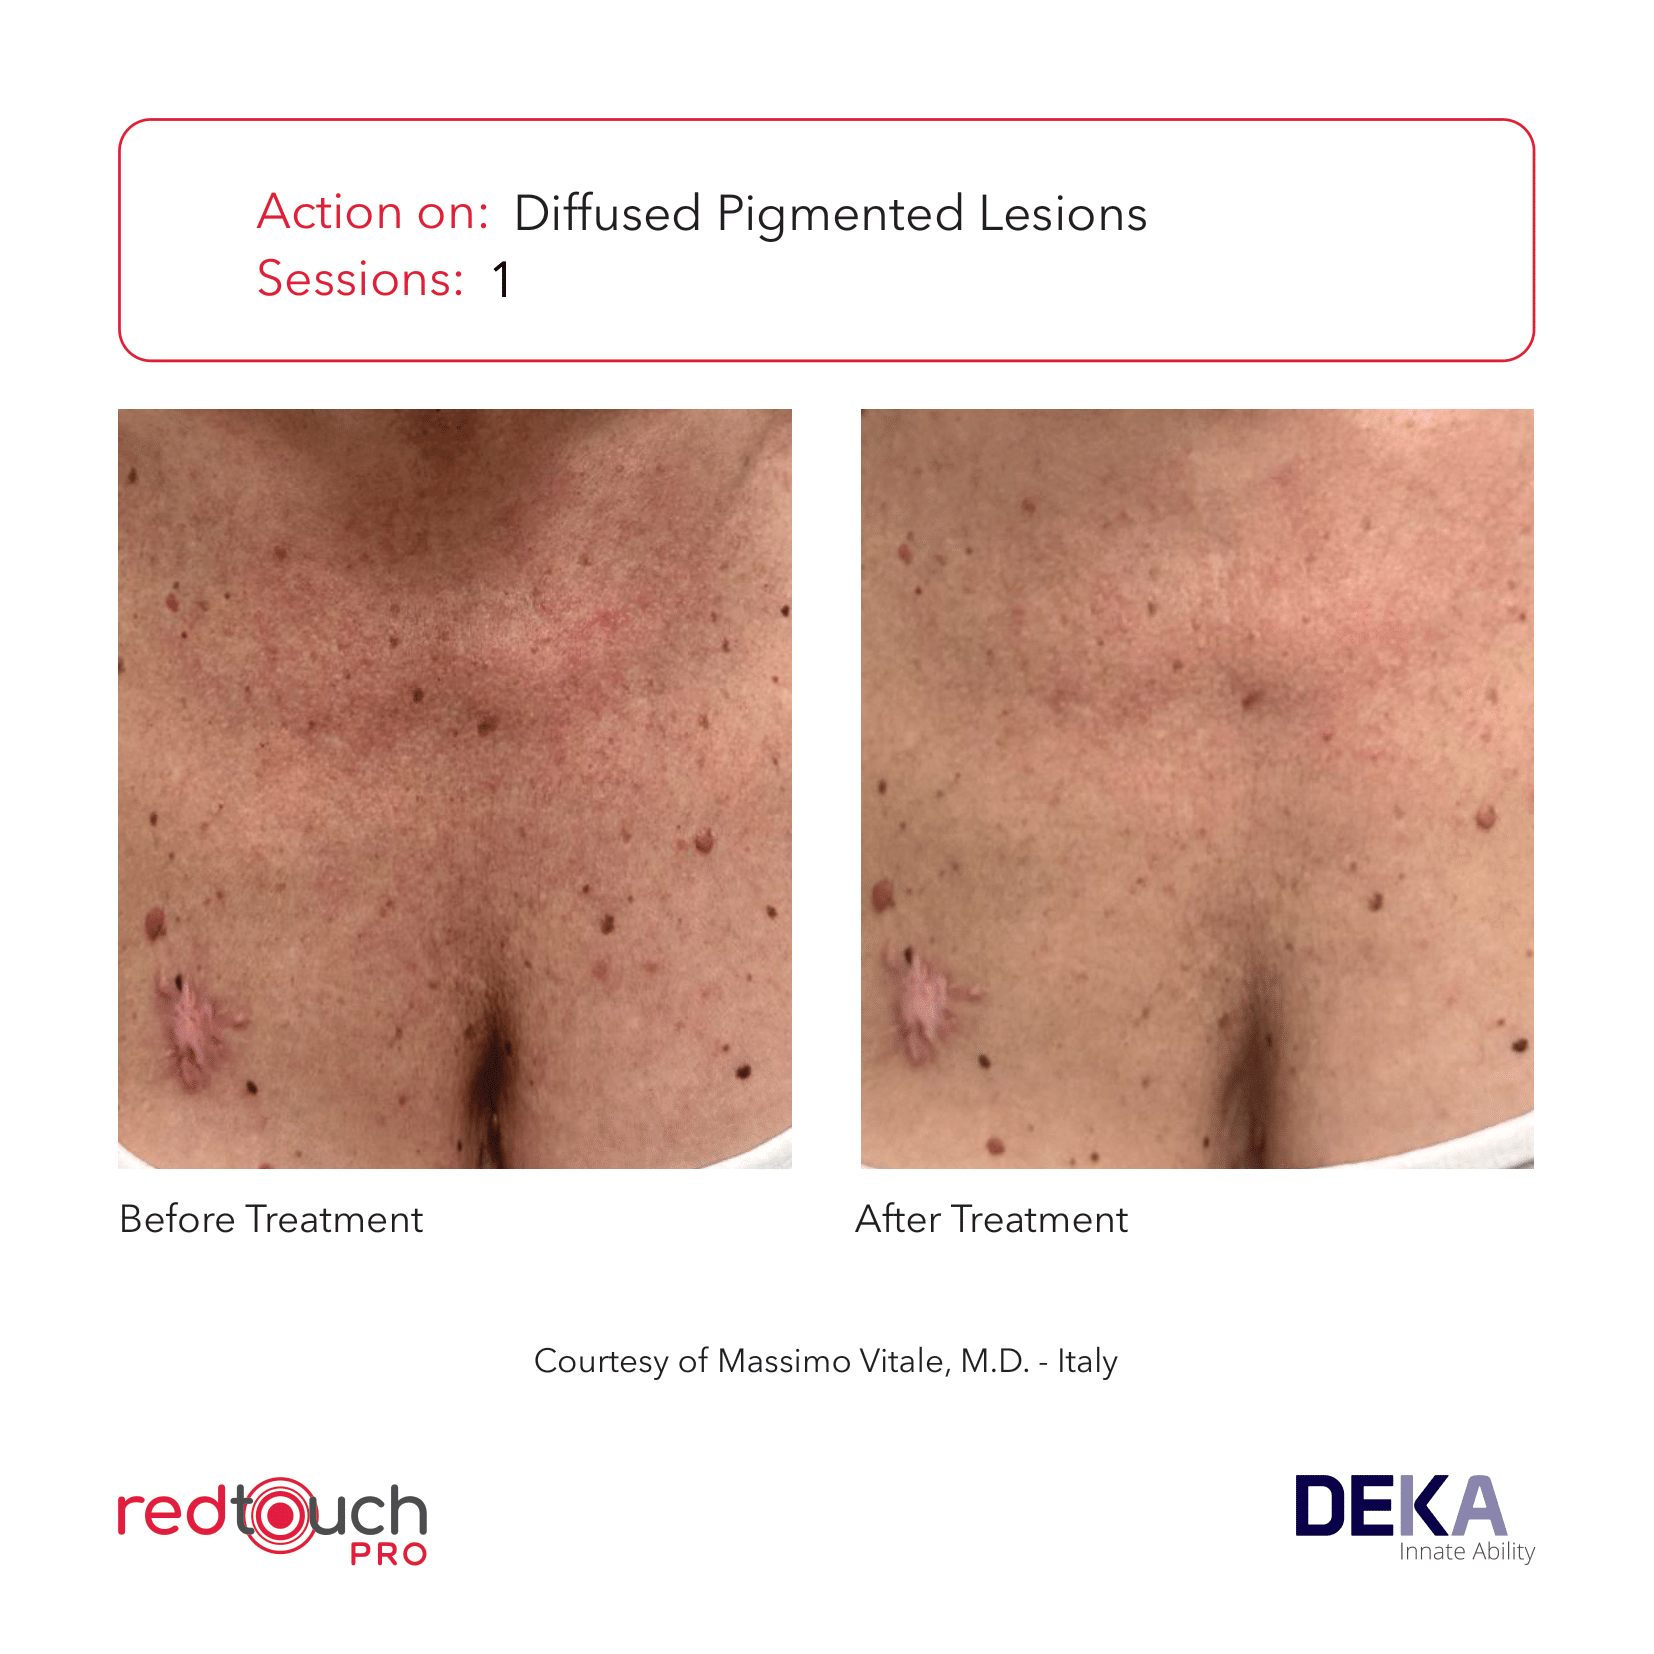 Action on: Diffused Pigmented Lesions
Sessions: 1
Before Treatment
After Treatment
Courtesy of Massimo Vitale, M.D. - Italy
redtouch
PRO
DEKA
Innate Ability